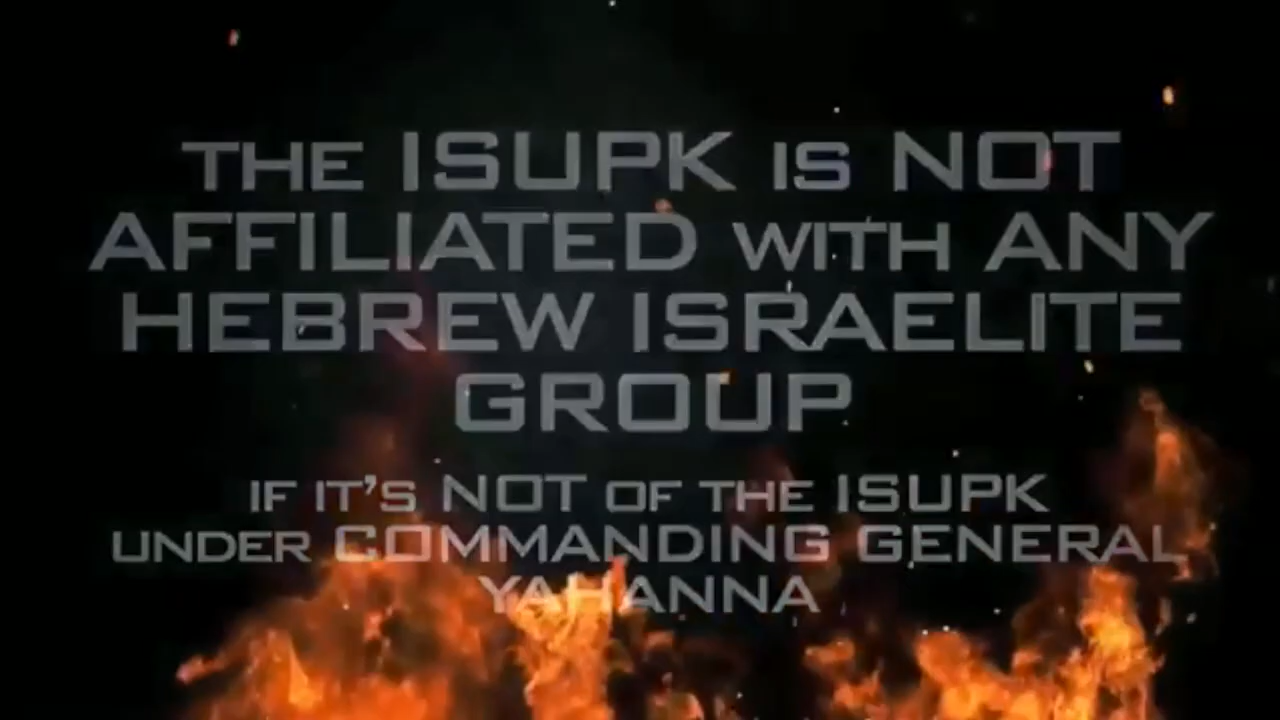 THE ISUPK IS NOT
AFFILIATED WITH ANY
HEBREW ISRAELITE
GROUP
IF IT'S NOT OF THE ISUPK
UNDER COMMANDING GENERAL
YAHANNA